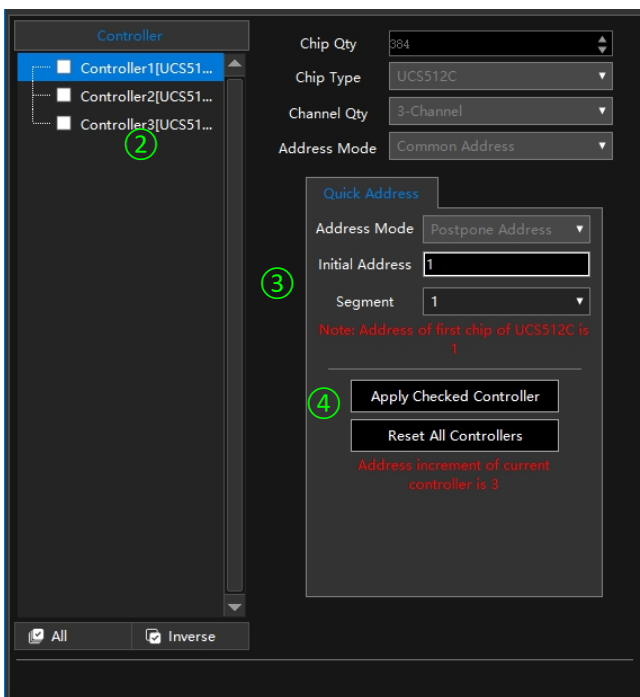 Controller
Controller1[UCS51...
Controller2[UCS51...
Controller3[UCS51...
②
All
Inverse
Chip Qty 384
Chip Type UCS512C
Channel Qty 3-Channel
Address Mode Common Address
Quick Address
Address Mode Postpone Address
Initial Address 1
③
Segment 1
Note: Address of first chip of UCS512C is
1
④
Apply Checked Controller
Reset All Controllers
Address increment of current
controller is 3